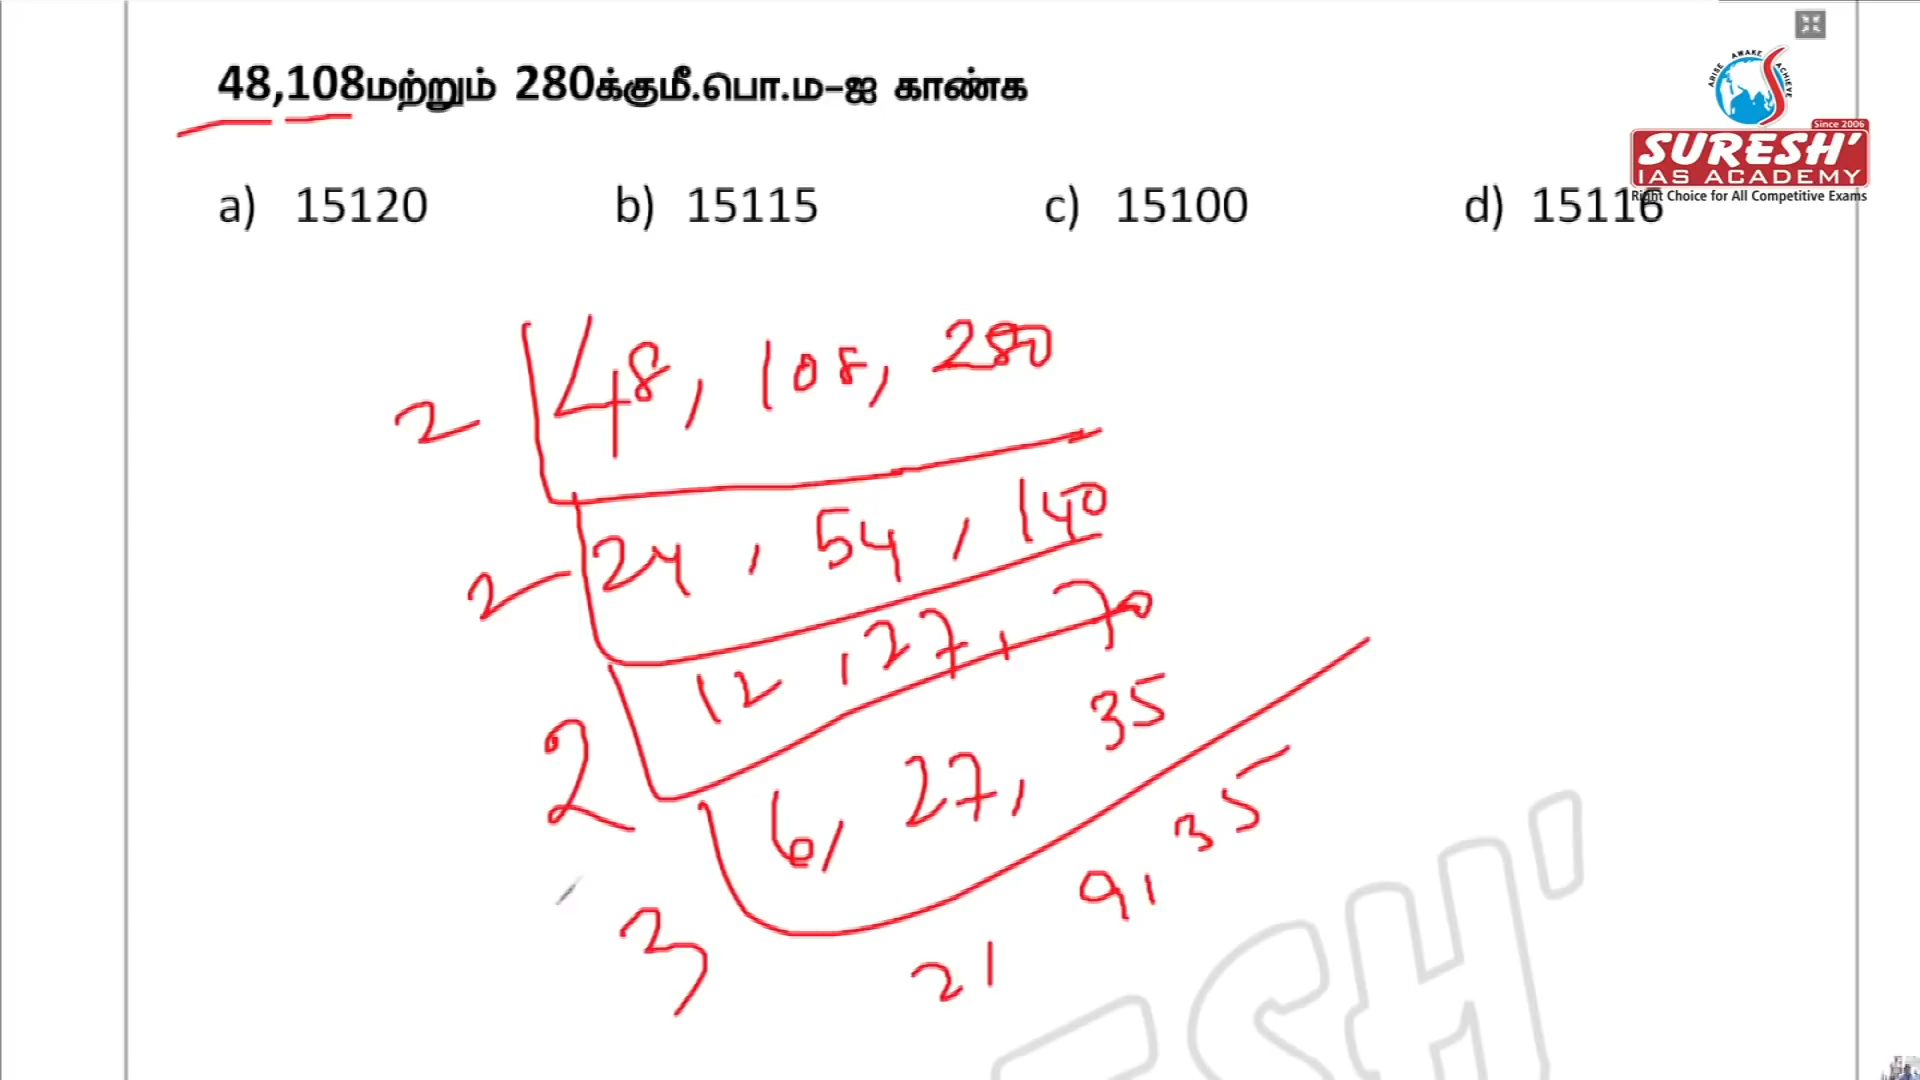 48,108மற்றும் 280க்குமீ.பொ.ம-ஐ காண்க
ARISE AWAKE ACHIEVE
Since 2006
SURESH'
IAS ACADEMY
Right Choice for All Competitive Exams
a) 15120 b) 15115 c) 15100 d) 15116
2 48, 108, 280
2 24, 54, 140
2 12, 27, 70
3 6, 27, 35
2, 9, 35
ESH'